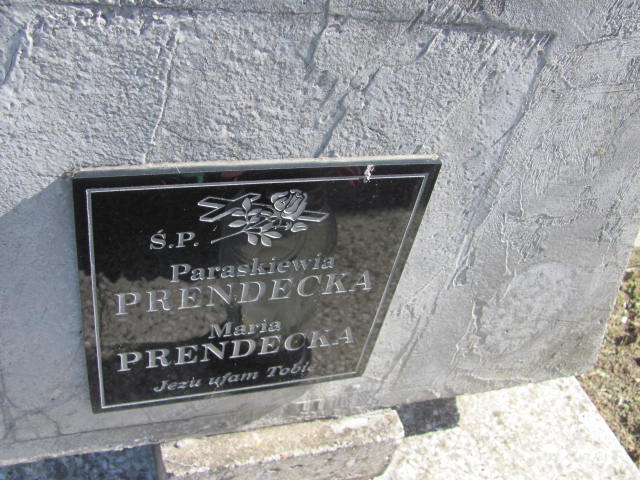 Ś.P.
Paraskiewia
PRENDECKA
Maria
PRENDECKA
Jezu ufam Tobie